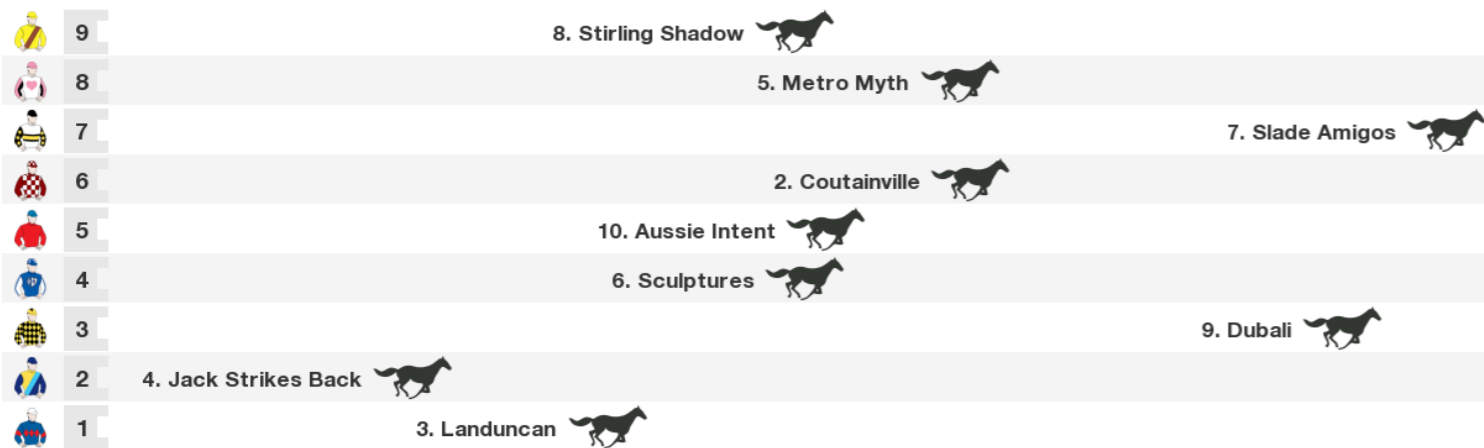 9 8. Stirling Shadow
8 5. Metro Myth
7 7. Slade Amigos
6 2. Coutainville
5 10. Aussie Intent
4 6. Sculptures
3 9. Dubali
2 4. Jack Strikes Back
1 3. Landuncan